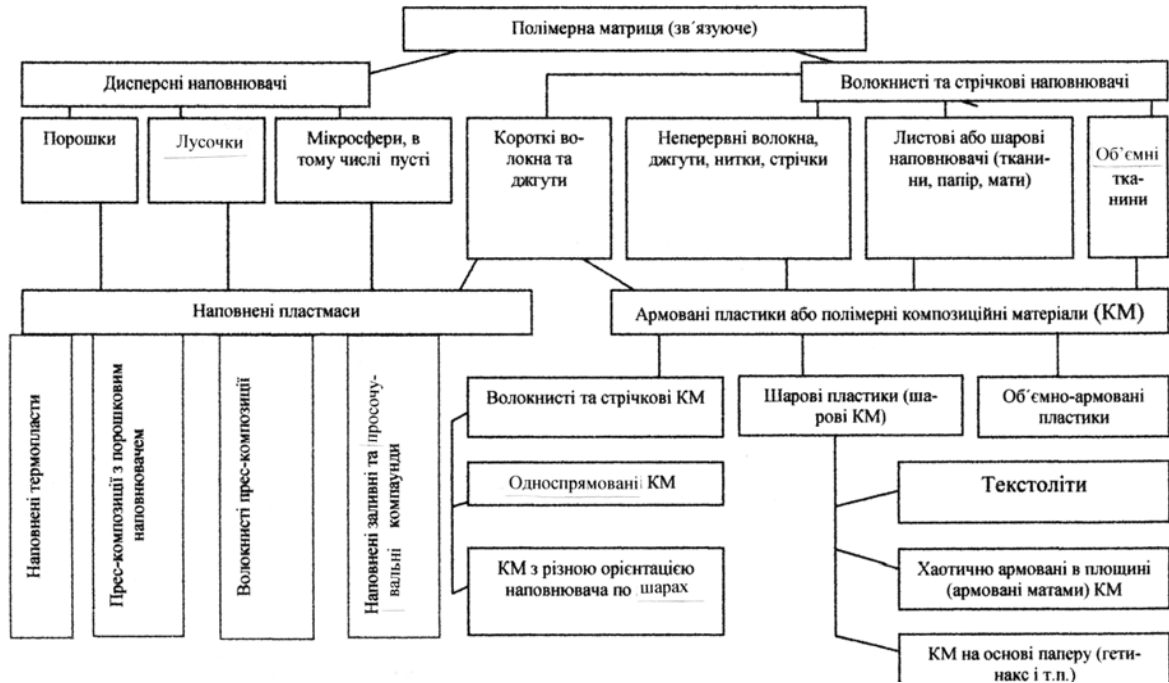 Полімерна матриця (зв´язуюче)
Дисперсні наповнювачі
Волокнисті та стрічкові наповнювачі
Порошки
Лусочки
Мікросфери, в
тому числі пусті
Короткі во-
локна та
джгути
Неперервні волокна,
джгути, нитки, стрічки
Листові або шарові
наповнювачі (ткани-
ни, папір, мати)
Об’ємні
тка-
нини
Наповнені пластмаси
Армовані пластики або полімерні композиційні матеріали (КМ)
Наповнені термопласти
Прес-композиції з порошковим
наповнювачем
Волокнисті прес-композиції
Наповнені заливні та просочу-
вальні компаунди
Волокнисті та стрічкові КМ
Односпрямовані КМ
КМ з різною орієнтацією
наповнювача по шарах
Шарові пластики (ша-
рові КМ)
Об´ємно-армовані
пластики
Текстоліти
Хаотично армовані в площині
(армовані матами) КМ
КМ на основі паперу (гети-
накс і т.п.)